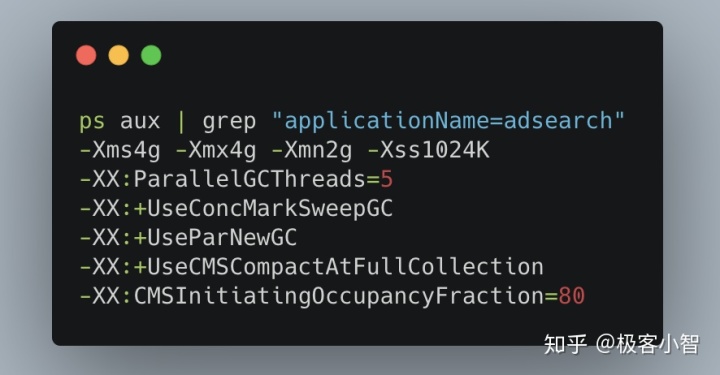 ps aux | grep "applicationName=adsearch"
-Xms4g -Xmx4g -Xmn2g -Xss1024K
-XX:ParallelGCThreads=5
-XX:+UseConcMarkSweepGC
-XX:+UseParNewGC
-XX:+UseCMSCompactAtFullCollection
-XX:CMSInitiatingOccupancyFraction=80
知乎 @极客小智